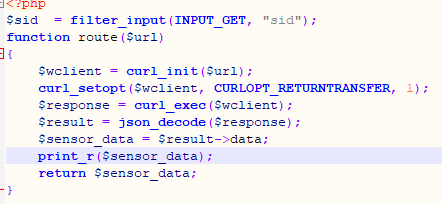 <?php
$sid  = filter_input(INPUT_GET, "sid");
function route($url)
{
    $wclient = curl_init($url);
    curl_setopt($wclient, CURLOPT_RETURNTRANSFER, 1);
    $response = curl_exec($wclient);
    $result = json_decode($response);
    $sensor_data = $result->data;
    print_r($sensor_data);
    return $sensor_data;
}